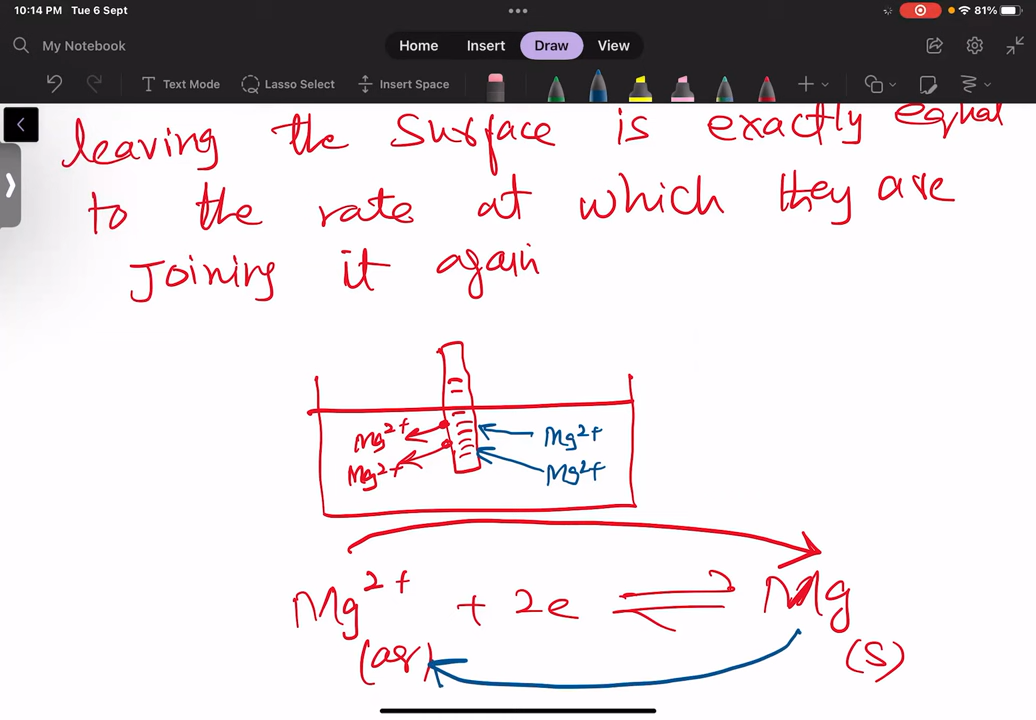 10:14 PM Tue 6 Sept
81%
My Notebook
Home Insert Draw View
Text Mode Lasso Select Insert Space
leaving the surface is exactly equal
to the rate at which they are
Joining it again
Mg2+ Mg2+
Mg2+ Mg2+
Mg2+ + 2e ⇌ Mg
(aq) (s)